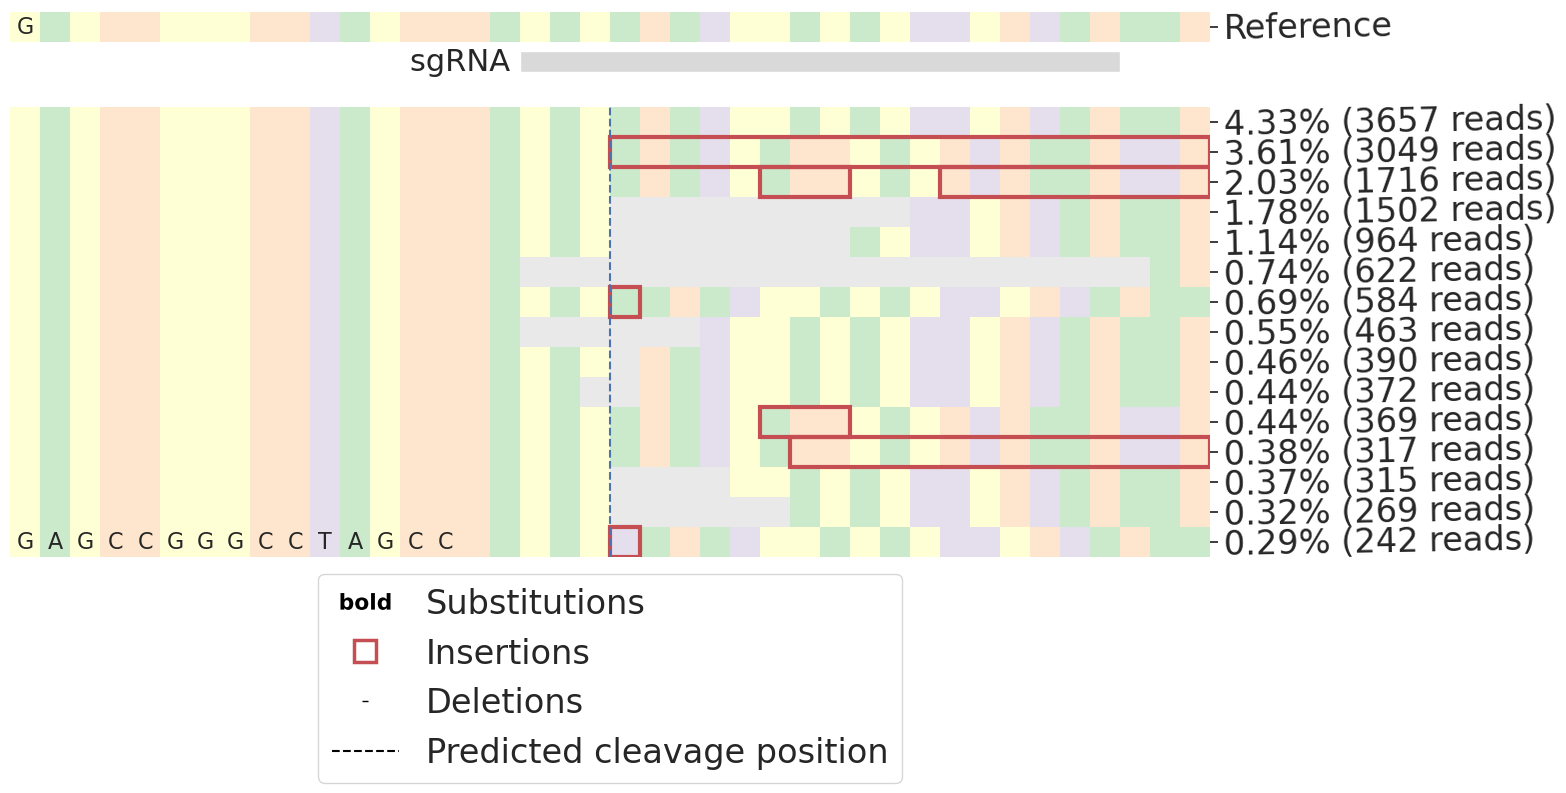 G Reference
sgRNA
4.33% (3657 reads)
3.61% (3049 reads)
2.03% (1716 reads)
1.78% (1502 reads)
1.14% (964 reads)
0.74% (622 reads)
0.69% (584 reads)
0.55% (463 reads)
0.46% (390 reads)
0.44% (372 reads)
0.44% (369 reads)
0.38% (317 reads)
0.37% (315 reads)
0.32% (269 reads)
G A G C C G G G C C T A G C C 0.29% (242 reads)
bold Substitutions
Insertions
- Deletions
Predicted cleavage position